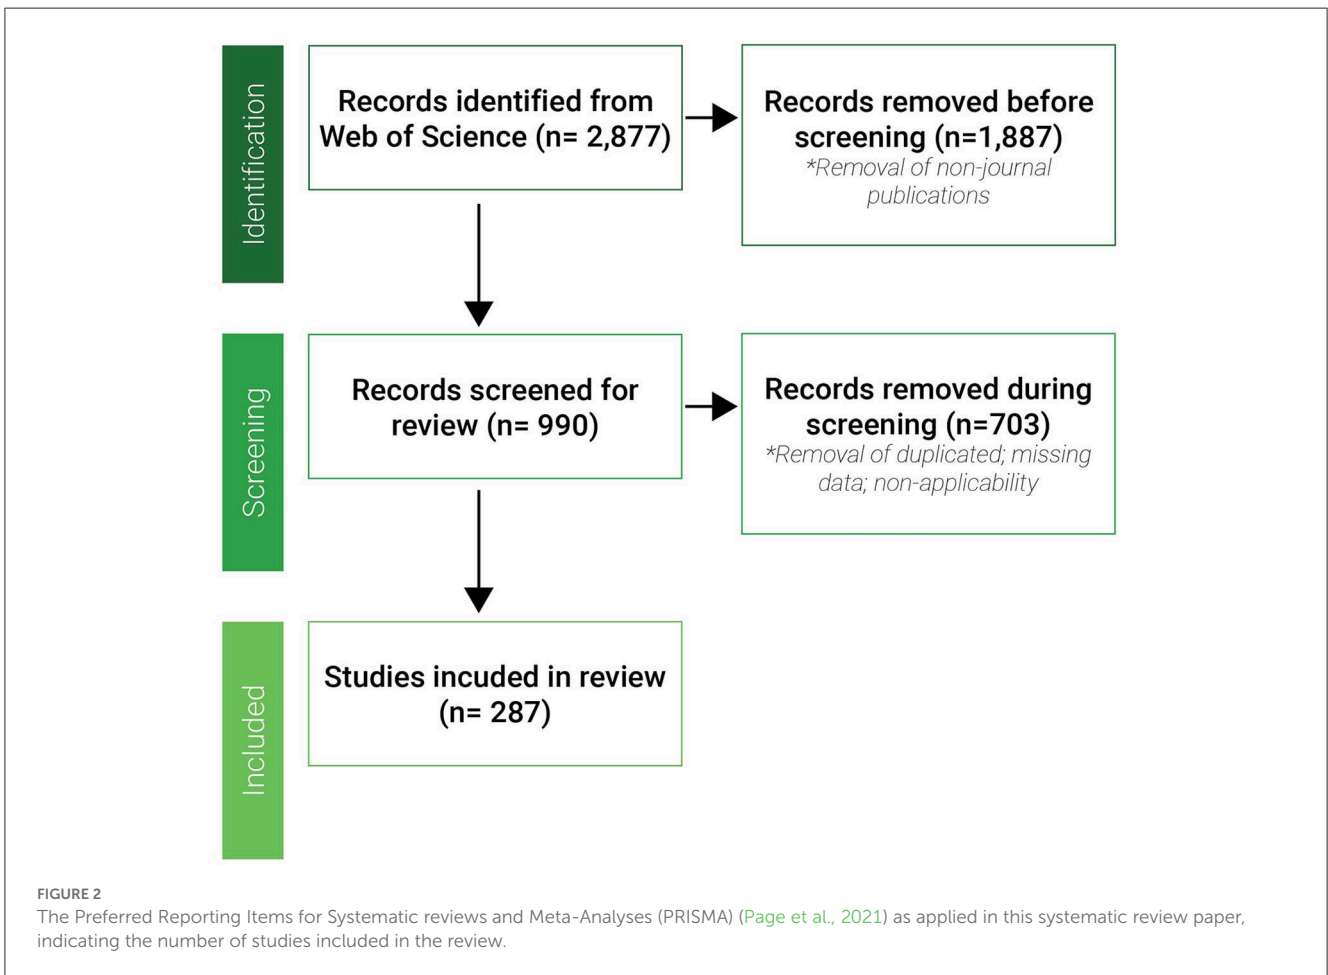 Identification
Records identified from
Web of Science (n= 2,877)
Records removed before
screening (n=1,887)
*Removal of non-journal
publications
Screening
Records screened for
review (n= 990)
Records removed during
screening (n=703)
*Removal of duplicated; missing
data; non-applicability
Included
Studies incuded in review
(n= 287)
FIGURE 2
The Preferred Reporting Items for Systematic reviews and Meta-Analyses (PRISMA) (Page et al., 2021) as applied in this systematic review paper,
indicating the number of studies included in the review.